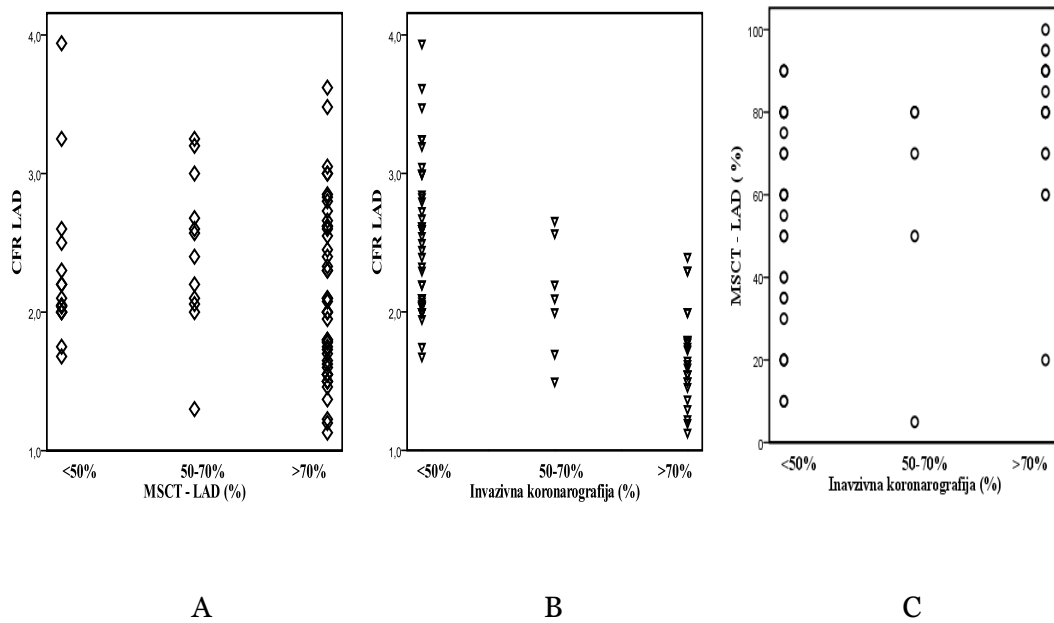 CFR LAD
4,0
3,0
2,0
1,0
<50%
50-70%
>70%
MSCT - LAD (%)
CFR LAD
4,0
3,0
2,0
1,0
<50%
50-70%
>70%
Invazivna koronarografija (%)
MSCT - LAD ( %)
100
80
60
40
20
0
<50%
50-70%
>70%
Inavzivna koronarografija (%)
A
B
C